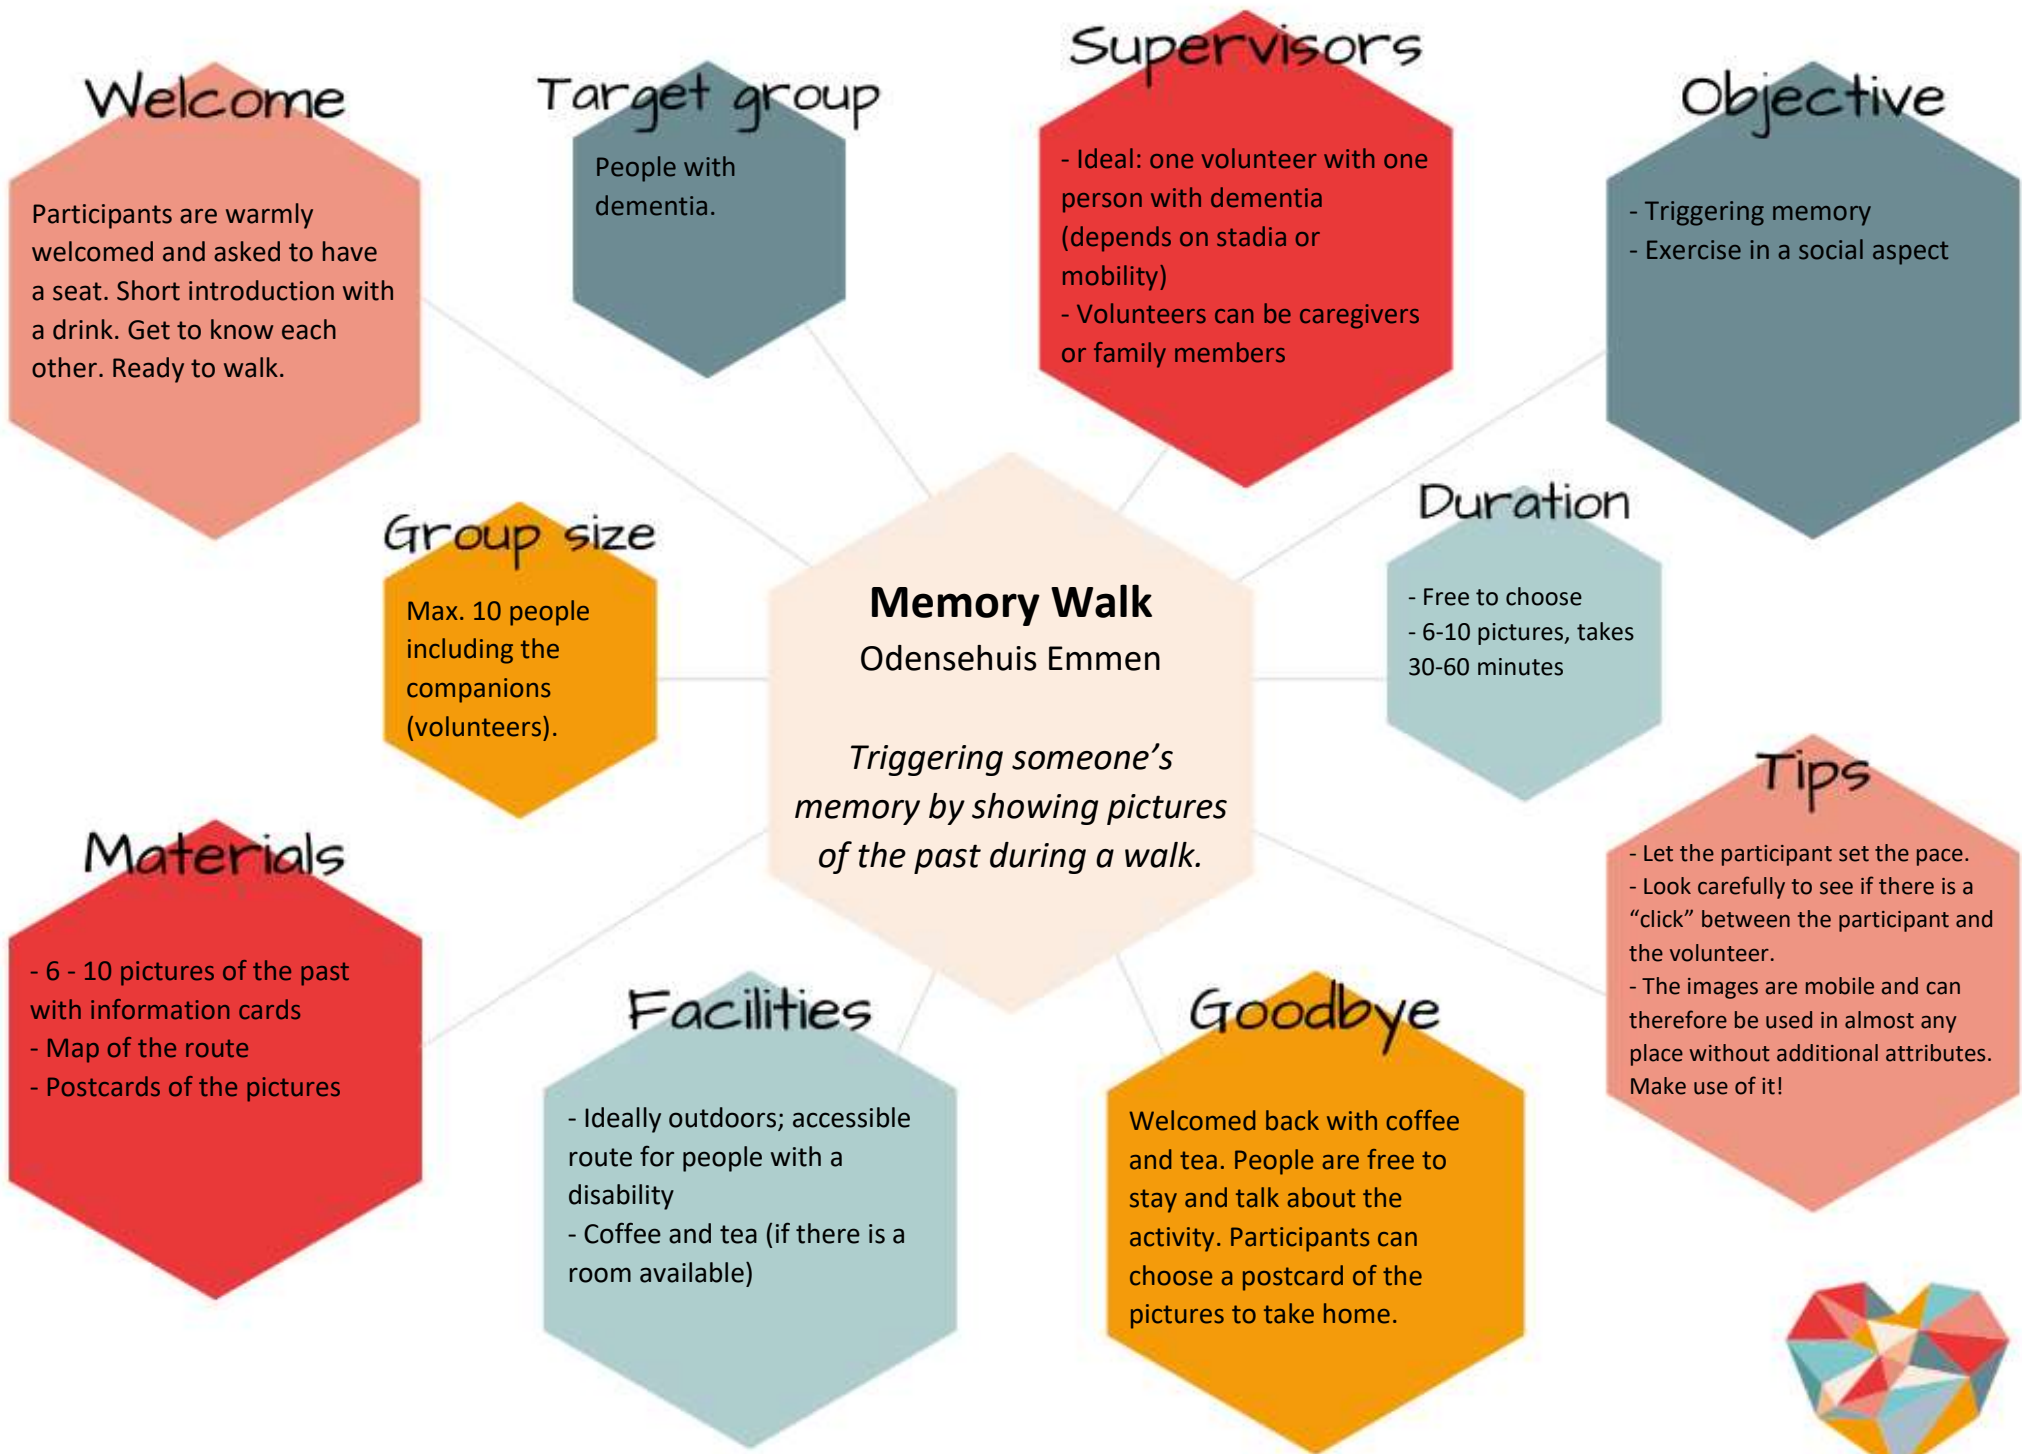 Welcome
Participants are warmly
welcomed and asked to have
a seat. Short introduction with
a drink. Get to know each
other. Ready to walk.
Target group
People with
dementia.
Supervisors
- Ideal: one volunteer with one
person with dementia
(depends on stadia or
mobility)
- Volunteers can be caregivers
or family members
Objective
- Triggering memory
- Exercise in a social aspect
Group size
Max. 10 people
including the
companions
(volunteers).
Memory Walk
Odensehuis Emmen
Triggering someone’s
memory by showing pictures
of the past during a walk.
Duration
- Free to choose
- 6-10 pictures, takes
30-60 minutes
Materials
- 6 - 10 pictures of the past
with information cards
- Map of the route
- Postcards of the pictures
Facilities
- Ideally outdoors; accessible
route for people with a
disability
- Coffee and tea (if there is a
room available)
Goodbye
Welcomed back with coffee
and tea. People are free to
stay and talk about the
activity. Participants can
choose a postcard of the
pictures to take home.
Tips
- Let the participant set the pace.
- Look carefully to see if there is a
“click” between the participant and
the volunteer.
- The images are mobile and can
therefore be used in almost any
place without additional attributes.
Make use of it!